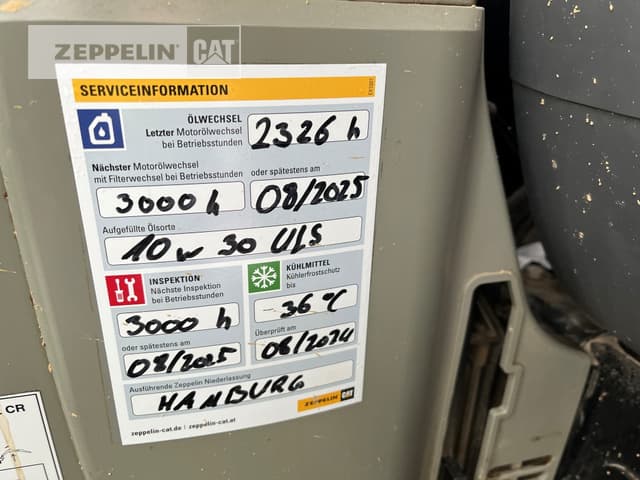 ZEPPELIN CAT
SERVICEINFORMATION
ÖLWECHSEL
Letzter Motorölwechsel
bei Betriebsstunden
2326 h
Nächster Motorölwechsel
mit Filterwechsel bei Betriebsstunden
oder spätestens am
3000 h
08/2025
Aufgefüllte Ölsorte
10w 30 ULS
INSPEKTION
Nächste Inspektion
bei Betriebsstunden
3000 h
oder spätestens am
08/2025
KÜHLMITTEL
Kühlerfrostschutz
bis
-36 °C
Überprüft am
08/2024
Ausführende Zeppelin Niederlassung
HAMBURG
ZEPPELIN CAT
zeppelin-cat.de | zeppelin-cat.at
CR